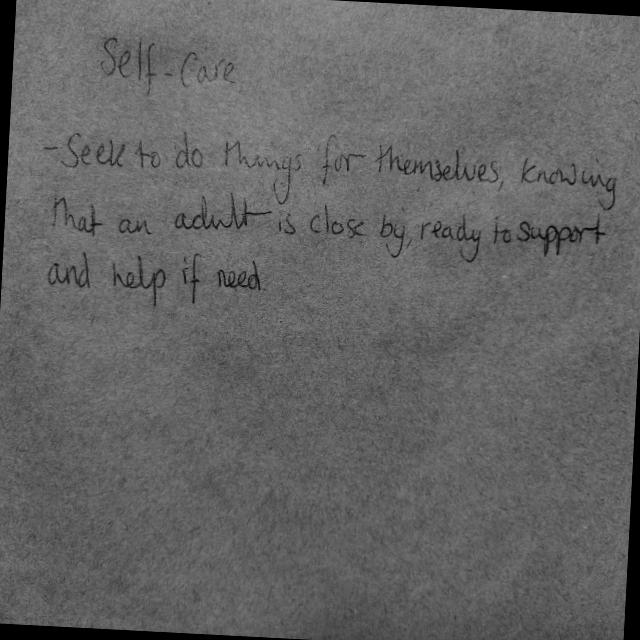 Self-Care
-Seek to do things for themselves, knowing
that an adult is close by, ready to support
and help if need